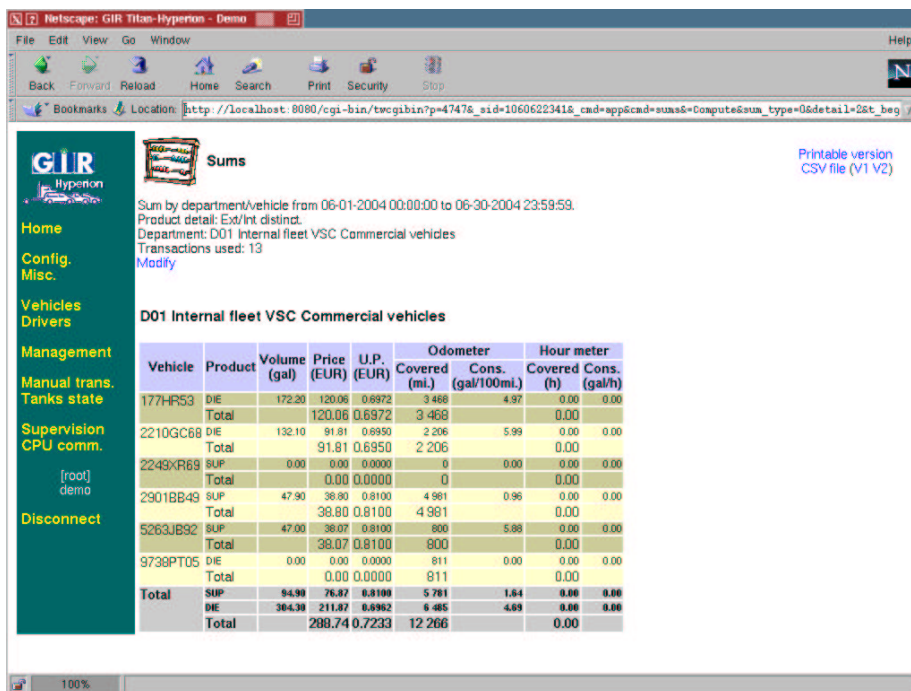 Netscape: GIR Titan-Hyperion - Demo
File Edit View Go Window Help
Back Forward Reload Home Search Print Security Stop
N
Bookmarks Location: http://localhost:8080/cgi-bin/twcgibin?p=4747&_sid=1060622341&_cmd=app&cmd=sums&=Compute&sum_type=0&detail=2&t_beg
GIR
Hyperion
Home
Config.
Misc.
Vehicles
Drivers
Management
Manual trans.
Tanks state
Supervision
CPU comm.
[root]
demo
Disconnect
Sums
Printable version
CSV file (V1 V2)
Sum by department/vehicle from 06-01-2004 00:00:00 to 06-30-2004 23:59:59.
Product detail: Ext/Int distinct.
Department: D01 Internal fleet VSC Commercial vehicles
Transactions used: 13
Modify
D01 Internal fleet VSC Commercial vehicles
Vehicle Product Volume (gal) Price (EUR) U.P. (EUR) Odometer Hour meter
Covered (mi.) Cons. (gal/100mi.) Covered (h) Cons. (gal/h)
177HR53 DIE 172.20 120.06 0.6972 3 468 4.97 0.00 0.00
Total 120.06 0.6972 3 468 0.00
2210GC68 DIE 132.10 91.81 0.6950 2 206 5.99 0.00 0.00
Total 91.81 0.6950 2 206 0.00
2249XR69 SUP 0.00 0.00 0.0000 0 0.00 0.00 0.00
Total 0.00 0.0000 0 0.00
2901BB49 SUP 47.90 38.80 0.8100 4 981 0.96 0.00 0.00
Total 38.80 0.8100 4 981 0.00
5263JB92 SUP 47.00 38.07 0.8100 800 5.88 0.00 0.00
Total 38.07 0.8100 800 0.00
9738PT05 DIE 0.00 0.00 0.0000 811 0.00 0.00 0.00
Total 0.00 0.0000 811 0.00
Total SUP 94.90 76.87 0.8100 5 781 1.64 0.00 0.00
DIE 304.30 211.87 0.6962 6 485 4.69 0.00 0.00
Total 288.74 0.7233 12 266 0.00
100%